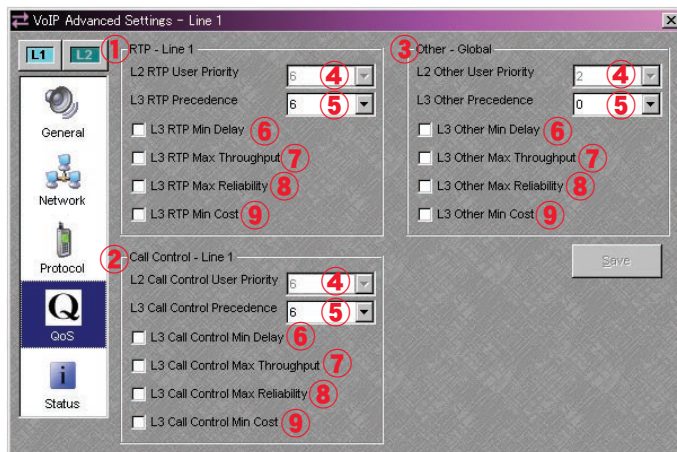 VoIP Advanced Settings - Line 1
L1 L2
General
Network
Protocol
Q
QoS
i
Status
① RTP - Line 1
L2 RTP User Priority 6 ④
L3 RTP Precedence 6 ⑤
L3 RTP Min Delay ⑥
L3 RTP Max Throughput ⑦
L3 RTP Max Reliability ⑧
L3 RTP Min Cost ⑨
② Call Control - Line 1
L2 Call Control User Priority 6 ④
L3 Call Control Precedence 6 ⑤
L3 Call Control Min Delay ⑥
L3 Call Control Max Throughput ⑦
L3 Call Control Max Reliability ⑧
L3 Call Control Min Cost ⑨
③ Other - Global
L2 Other User Priority 2 ④
L3 Other Precedence 0 ⑤
L3 Other Min Delay ⑥
L3 Other Max Throughput ⑦
L3 Other Max Reliability ⑧
L3 Other Min Cost ⑨
Save